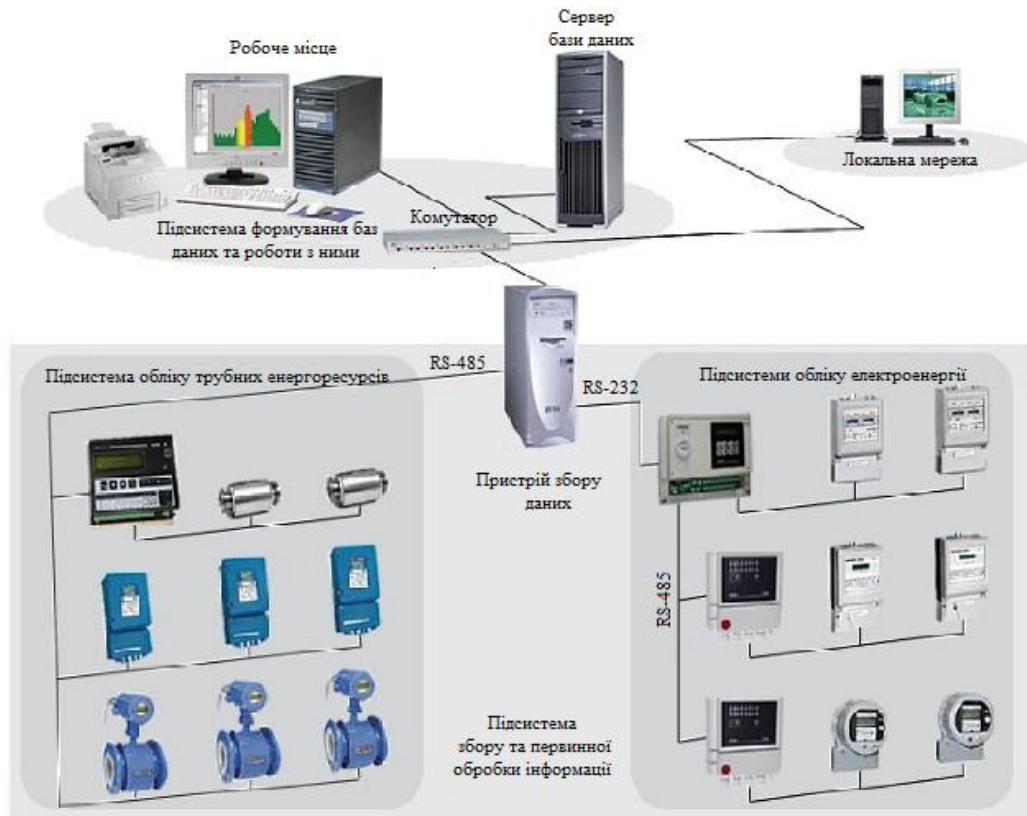 Сервер
бази даних
Робоче місце
Локальна мережа
Комутатор
Підсистема формування баз
даних та роботи з ними
RS-485
Підсистема обліку трубних енергоресурсів
RS-232
Підсистеми обліку електроенергії
Пристрій збору
даних
RS-485
Підсистема
збору та первинної
обробки інформації